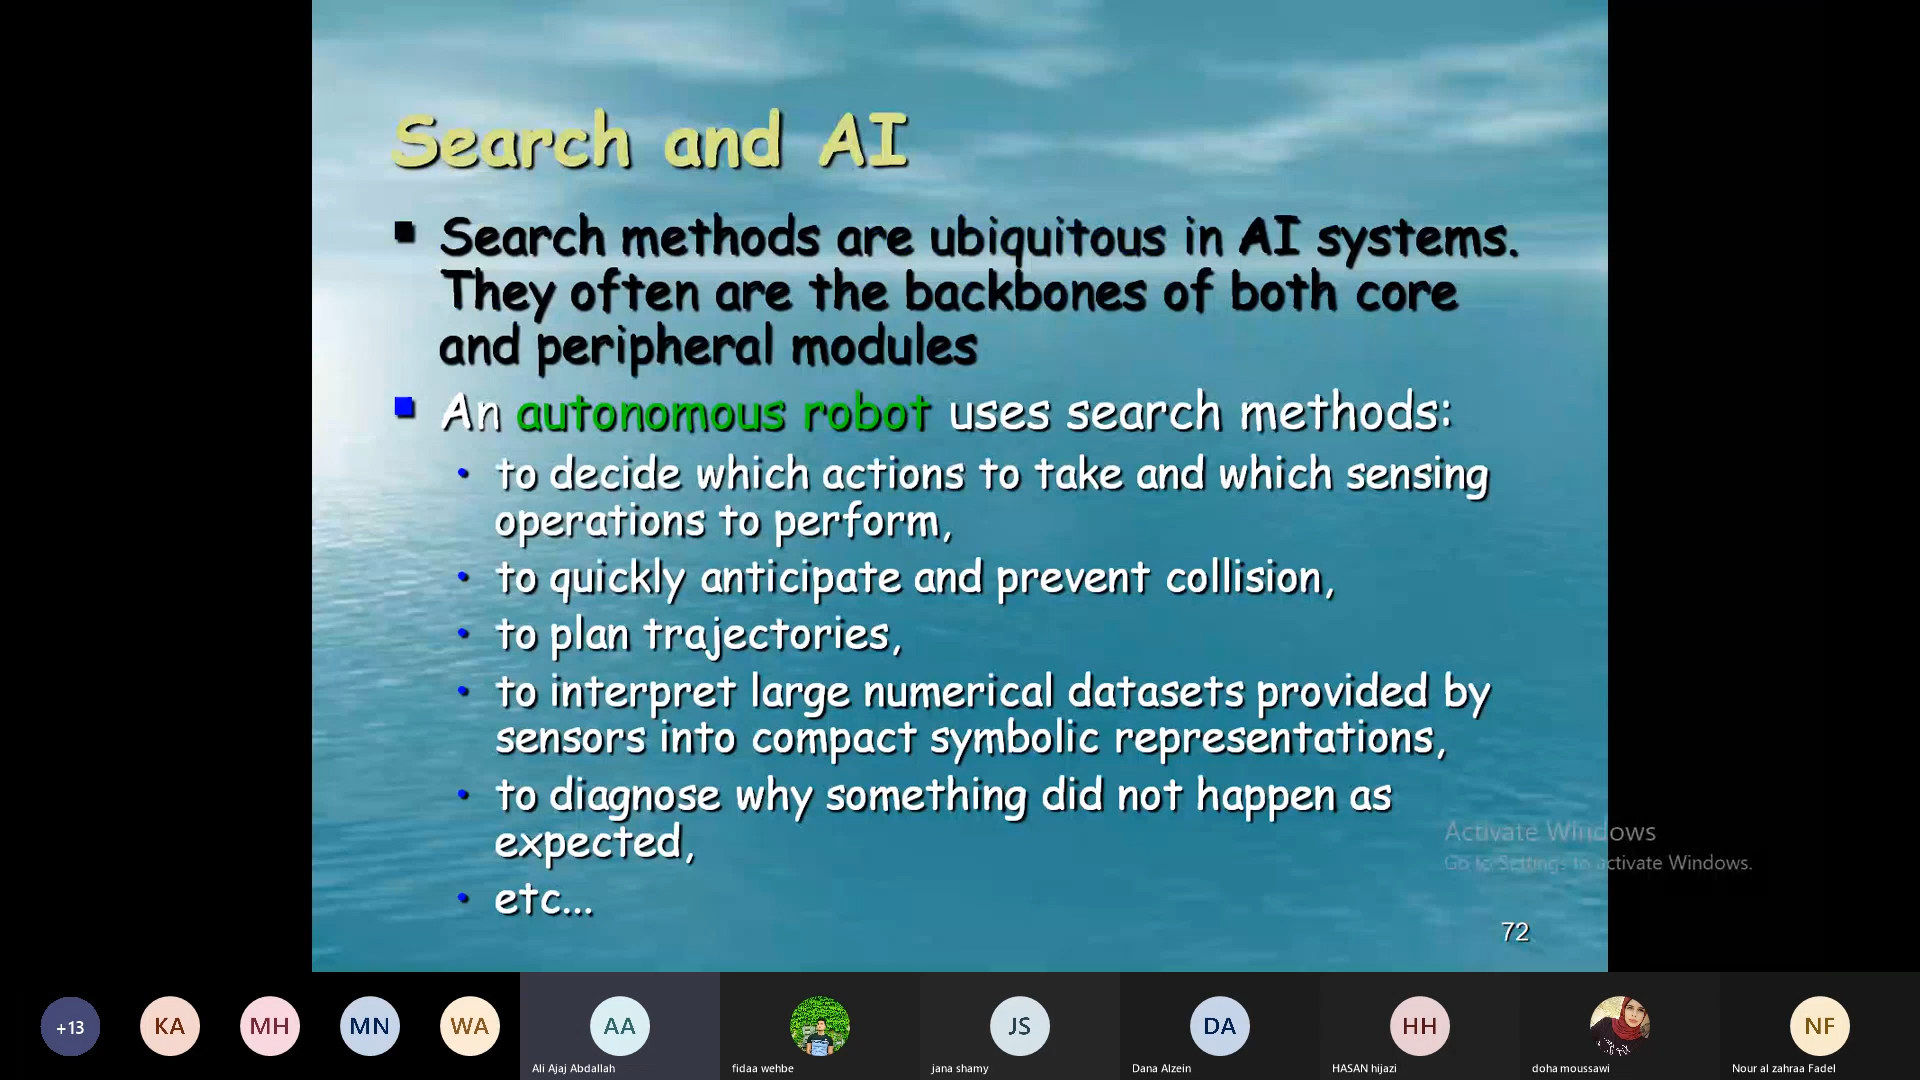 Search and AI
▪ Search methods are ubiquitous in AI systems.
They often are the backbones of both core
and peripheral modules
▪ An autonomous robot uses search methods:
• to decide which actions to take and which sensing
operations to perform,
• to quickly anticipate and prevent collision,
• to plan trajectories,
• to interpret large numerical datasets provided by
sensors into compact symbolic representations,
• to diagnose why something did not happen as
expected,
• etc...
Activate Windows
Go to Settings to activate Windows.
72
+13
KA
MH
MN
WA
AA
JS
DA
HH
NF
Ali Ajaj Abdallah
fidaa wehbe
jana shamy
Dana Alzein
HASAN hijazi
doha moussawi
Nour al zahraa Fadel